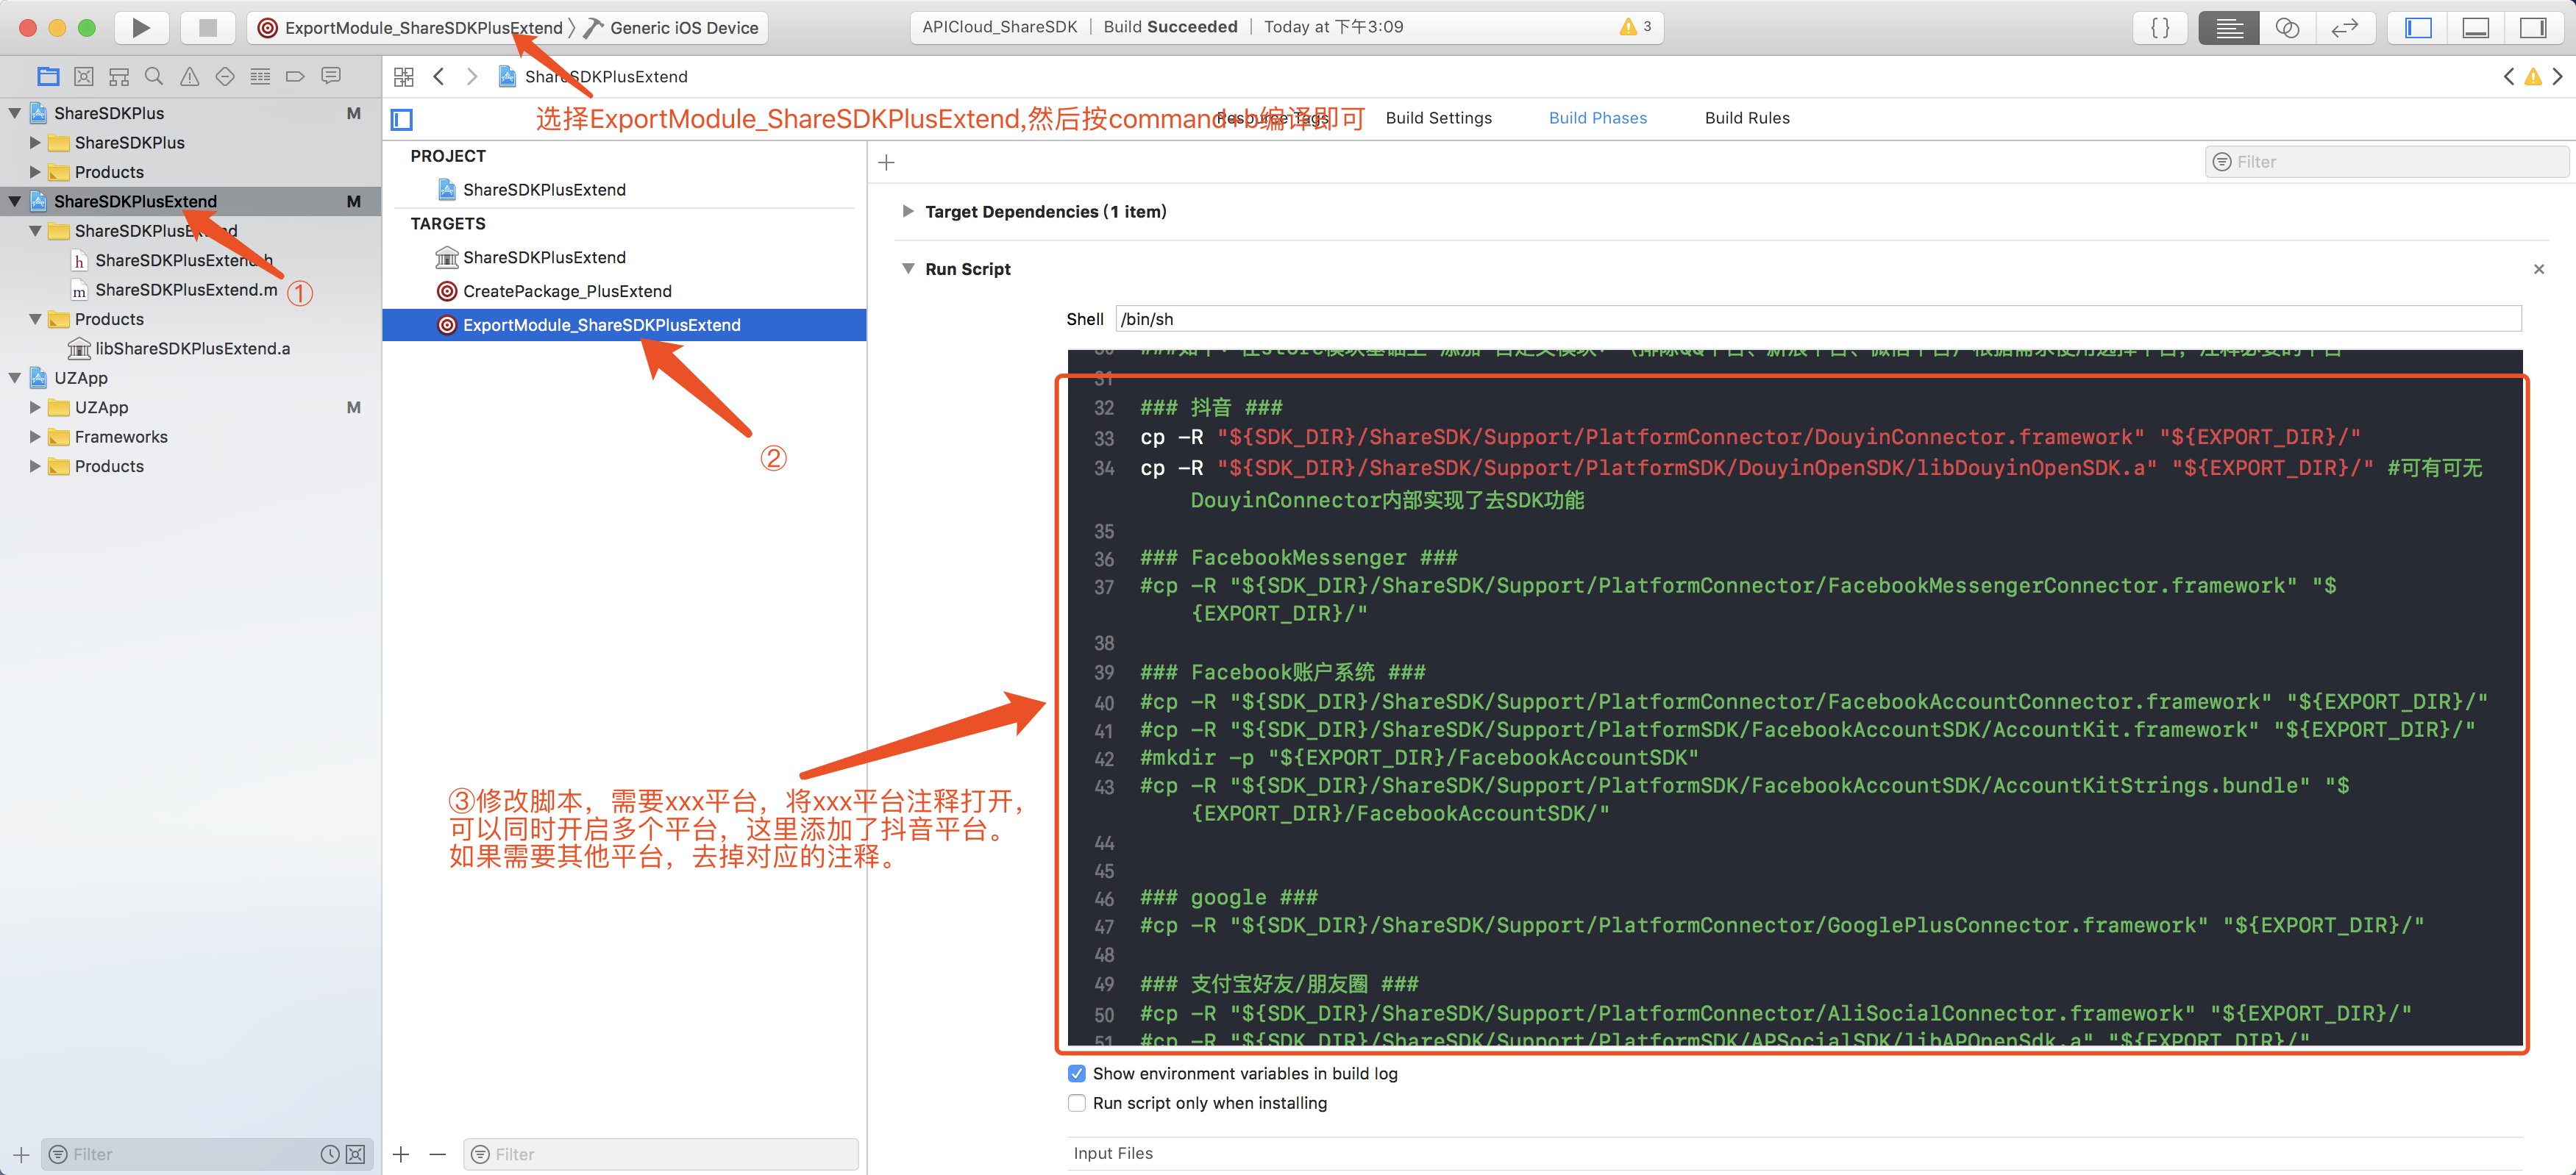 ExportModule_ShareSDKPlusExtend 〉 Generic iOS Device
APICloud_ShareSDK | Build Succeeded | Today at 下午3:09
3
ShareSDKPlusExtend
选择ExportModule_ShareSDKPlusExtend,然后按command+b编译即可
Resource Tags
Build Settings
Build Phases
Build Rules
ShareSDKPlus M
ShareSDKPlus
Products
ShareSDKPlusExtend M
ShareSDKPlusExtend
ShareSDKPlusExtend.h
ShareSDKPlusExtend.m
①
Products
libShareSDKPlusExtend.a
UZApp
UZApp M
Frameworks
Products
Filter
PROJECT
ShareSDKPlusExtend
TARGETS
ShareSDKPlusExtend
CreatePackage_PlusExtend
ExportModule_ShareSDKPlusExtend
②
③修改脚本，需要xxx平台，将xxx平台注释打开，
可以同时开启多个平台，这里添加了抖音平台。
如果需要其他平台，去掉对应的注释。
Filter
Filter
Target Dependencies (1 item)
Run Script
Shell /bin/sh
31
32 ### 抖音 ###
33 cp -R "${SDK_DIR}/ShareSDK/Support/PlatformConnector/DouyinConnector.framework" "${EXPORT_DIR}/"
34 cp -R "${SDK_DIR}/ShareSDK/Support/PlatformSDK/DouyinOpenSDK/libDouyinOpenSDK.a" "${EXPORT_DIR}/" #可有可无
DouyinConnector内部实现了去SDK功能
35
36 ### FacebookMessenger ###
37 #cp -R "${SDK_DIR}/ShareSDK/Support/PlatformConnector/FacebookMessengerConnector.framework" "$
{EXPORT_DIR}/"
38
39 ### Facebook账户系统 ###
40 #cp -R "${SDK_DIR}/ShareSDK/Support/PlatformConnector/FacebookAccountConnector.framework" "${EXPORT_DIR}/"
41 #cp -R "${SDK_DIR}/ShareSDK/Support/PlatformSDK/FacebookAccountSDK/AccountKit.framework" "${EXPORT_DIR}/"
42 #mkdir -p "${EXPORT_DIR}/FacebookAccountSDK"
43 #cp -R "${SDK_DIR}/ShareSDK/Support/PlatformSDK/FacebookAccountSDK/AccountKitStrings.bundle" "$
{EXPORT_DIR}/FacebookAccountSDK/"
44
45
46 ### google ###
47 #cp -R "${SDK_DIR}/ShareSDK/Support/PlatformConnector/GooglePlusConnector.framework" "${EXPORT_DIR}/"
48
49 ### 支付宝好友/朋友圈 ###
50 #cp -R "${SDK_DIR}/ShareSDK/Support/PlatformConnector/AliSocialConnector.framework" "${EXPORT_DIR}/"
51 #cp -R "${SDK_DIR}/ShareSDK/Support/PlatformSDK/APSocialSDK/libAPOpenSdk.a" "${EXPORT_DIR}/"
Show environment variables in build log
Run script only when installing
Input Files